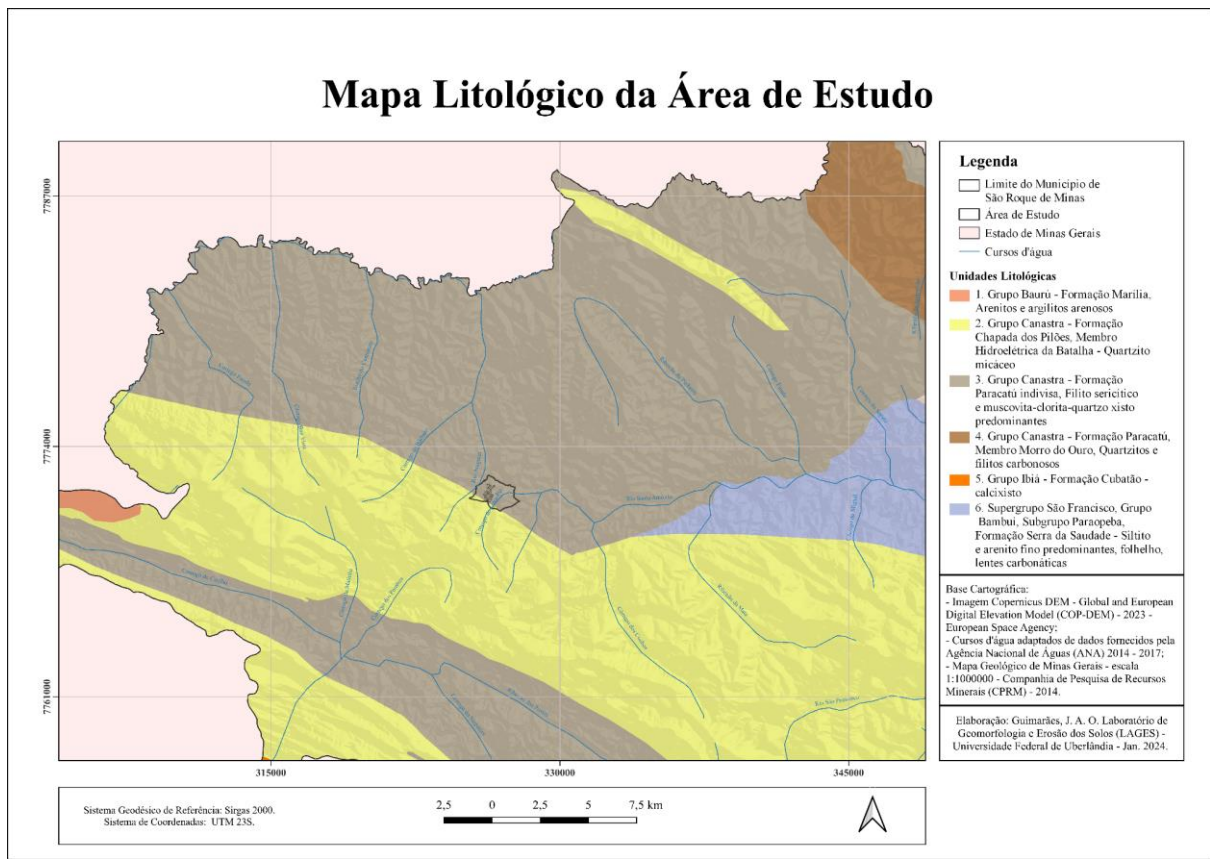 Mapa Litológico da Área de Estudo
7787000
7774000
7761000
315000
330000
345000
Legenda
Limite do Município de
São Roque de Minas
Área de Estudo
Estado de Minas Gerais
Cursos d'água
Unidades Litológicas
1. Grupo Baurú - Formação Marília,
Arenitos e argilitos arenosos
2. Grupo Canastra - Formação
Chapada dos Pilões, Membro
Hidroelétrica da Batalha - Quartzito
micáceo
3. Grupo Canastra - Formação
Paracatú indivisa, Filito sericitico
e muscovita-clorita-quartzo xisto
predominantes
4. Grupo Canastra - Formação Paracatú,
Membro Morro do Ouro, Quartzitos e
filitos carbonosos
5. Grupo Ibiá - Formação Cubatão -
calcixisto
6. Supergrupo São Francisco, Grupo
Bambui, Subgrupo Paraopeba,
Formação Serra da Saudade - Siltito
e arenito fino predominantes, folhelho,
lentes carbonáticas
Base Cartográfica:
- Imagem Copernicus DEM - Global and European
Digital Elevation Model (COP-DEM) - 2023 -
European Space Agency;
- Cursos d'água adaptados de dados fornecidos pela
Agência Nacional de Águas (ANA) 2014 - 2017;
- Mapa Geológico de Minas Gerais - escala
1:1000000 - Companhia de Pesquisa de Recursos
Minerais (CPRM) - 2014.
Elaboração: Guimarães, J. A. O. Laboratório de
Geomorfologia e Erosão dos Solos (LAGES) -
Universidade Federal de Uberlândia - Jan. 2024.
Sistema Geodésico de Referência: Sirgas 2000.
Sistema de Coordenadas: UTM 23S.
2,5 0 2,5 5 7,5 km